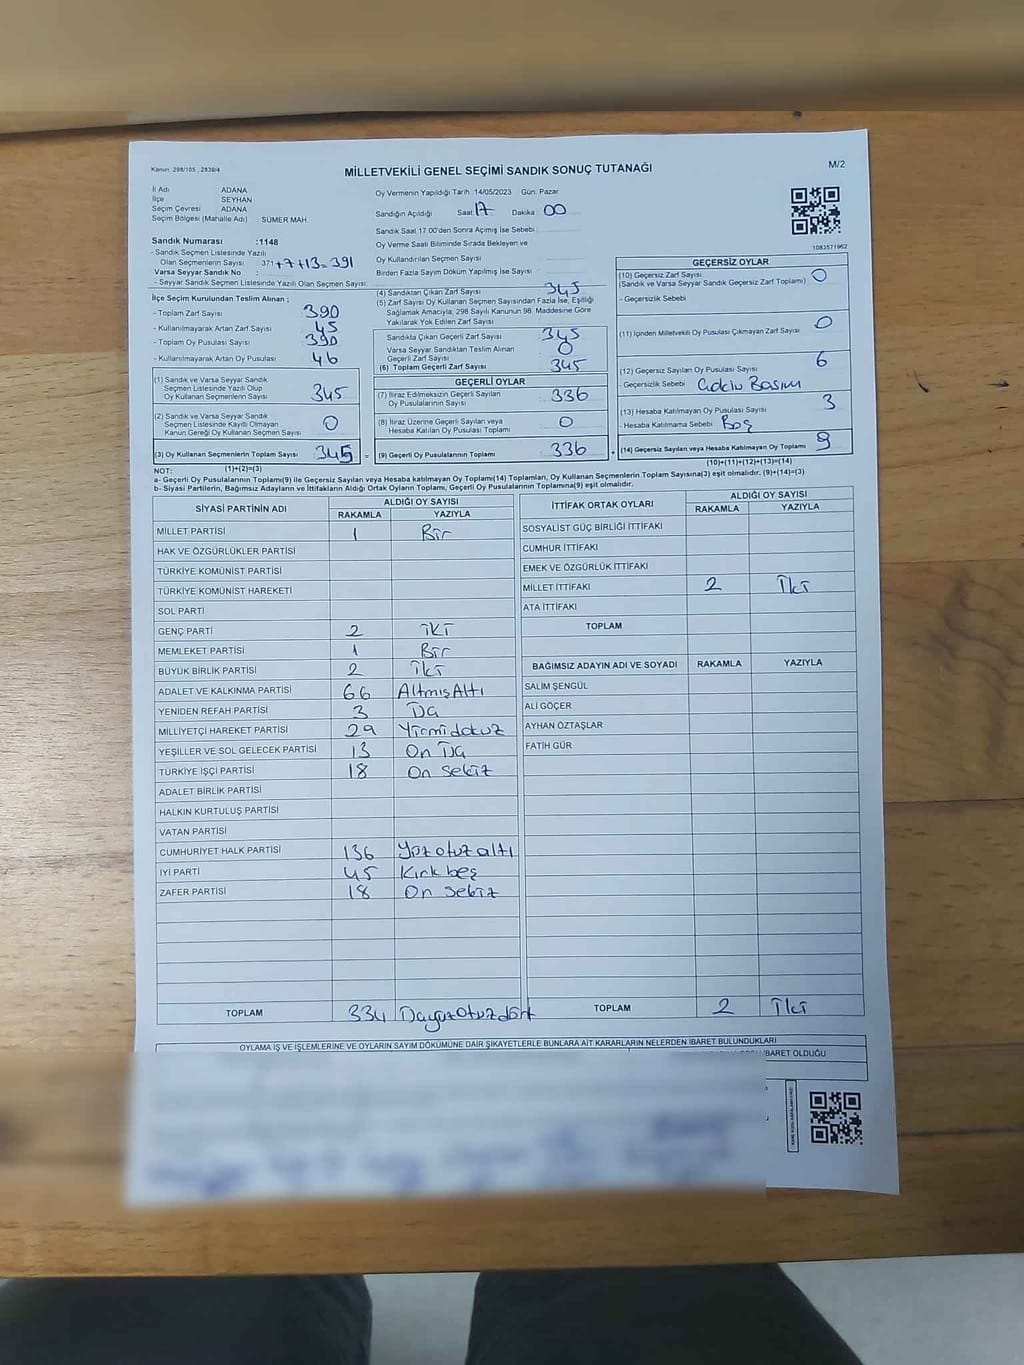 Kanun: 298/105 , 2839/4
MİLLETVEKİLİ GENEL SEÇİMİ SANDIK SONUÇ TUTANAĞI
M/2
İl Adı ADANA
İlçe SEYHAN
Seçim Çevresi ADANA
Seçim Bölgesi (Mahalle Adı) SÜMER MAH.
Oy Vermenin Yapıldığı Tarih :14/05/2023 Gün: Pazar
Sandığın Açıldığı Saat 17 Dakika 00
Sandık Saat 17:00'den Sonra Açılmış İse Sebebi
Oy Verme Saati Bitiminde Sırada Bekleyen ve
Oy Kullandırılan Seçmen Sayısı
Birden Fazla Sayım Döküm Yapılmış İse Sayısı
1083571962
Sandık Numarası :1148
- Sandık Seçmen Listesinde Yazılı
Olan Seçmenlerin Sayısı 371+7+13=391
Varsa Seyyar Sandık No :
- Seyyar Sandık Seçmen Listesinde Yazılı Olan Seçmen Sayısı
İlçe Seçim Kurulundan Teslim Alınan ;
- Toplam Zarf Sayısı 390
- Kullanılmayarak Artan Zarf Sayısı 45
- Toplam Oy Pusulası Sayısı 390
- Kullanılmayarak Artan Oy Pusulası 46
(1) Sandık ve Varsa Seyyar Sandık
Seçmen Listesinde Yazılı Olup
Oy Kullanan Seçmenlerin Sayısı 345
(2) Sandık ve Varsa Seyyar Sandık
Seçmen Listesinde Kayıtlı Olmayan
Kanun Gereği Oy Kullanan Seçmen Sayısı 0
(3) Oy Kullanan Seçmenlerin Toplam Sayısı 345
(1)+(2)=(3)
(4) Sandıktan Çıkan Zarf Sayısı 345
(5) Zarf Sayısı Oy Kullanan Seçmen Sayısından Fazla İse, Eşitliği
Sağlamak Amacıyla; 298 Sayılı Kanunun 98. Maddesine Göre
Yakılarak Yok Edilen Zarf Sayısı
Sandıkta Çıkan Geçerli Zarf Sayısı 345
Varsa Seyyar Sandıktan Teslim Alınan
Geçerli Zarf Sayısı 0
(6) Toplam Geçerli Zarf Sayısı 345
GEÇERLİ OYLAR
(7) İtiraz Edilmeksizin Geçerli Sayılan
Oy Pusulalarının Sayısı 336
(8) İtiraz Üzerine Geçerli Sayılan veya
Hesaba Katılan Oy Pusulası Toplamı 0
= (9) Geçerli Oy Pusulalarının Toplamı 336 +
GEÇERSİZ OYLAR
(10) Geçersiz Zarf Sayısı 0
(Sandık ve Varsa Seyyar Sandık Geçersiz Zarf Toplamı)
- Geçersizlik Sebebi
(11) İçinden Milletvekili Oy Pusulası Çıkmayan Zarf Sayısı 0
(12) Geçersiz Sayılan Oy Pusulası Sayısı 6
- Geçersizlik Sebebi Basım
(13) Hesaba Katılmayan Oy Pusulası Sayısı 3
- Hesaba Katılmama Sebebi Boş
(14) Geçersiz Sayılan veya Hesaba Katılmayan Oy Toplamı 9
(10)+(11)+(12)+(13)=(14)
NOT:
a- Geçerli Oy Pusulalarının Toplamı(9) ile Geçersiz Sayılan veya Hesaba katılmayan Oy Toplamı(14) Toplamları, Oy Kullanan Seçmenlerin Toplam Sayısına(3) eşit olmalıdır. (9)+(14)=(3)
b- Siyasi Partilerin, Bağımsız Adayların ve İttifakların Aldığı Ortak Oyların Toplamı, Geçerli Oy Pusulalarının Toplamına(9) eşit olmalıdır.
SİYASİ PARTİNİN ADI ALDIĞI OY SAYISI
RAKAMLA YAZIYLA
MİLLET PARTİSİ 1 Bir
HAK VE ÖZGÜRLÜKLER PARTİSİ
TÜRKİYE KOMÜNİST PARTİSİ
TÜRKİYE KOMÜNİST HAREKETİ
SOL PARTİ
GENÇ PARTİ 2 İki
MEMLEKET PARTİSİ 1 Bir
BÜYÜK BİRLİK PARTİSİ 2 İki
ADALET VE KALKINMA PARTİSİ 66 Altmış Altı
YENİDEN REFAH PARTİSİ 3 Üç
MİLLİYETÇİ HAREKET PARTİSİ 29 Yirmi dokuz
YEŞİLLER VE SOL GELECEK PARTİSİ 13 On Üç
TÜRKİYE İŞÇİ PARTİSİ 18 On Sekiz
ADALET BİRLİK PARTİSİ
HALKIN KURTULUŞ PARTİSİ
VATAN PARTİSİ
CUMHURİYET HALK PARTİSİ 136 Yüz otuz altı
İYİ PARTİ 45 Kırk beş
ZAFER PARTİSİ 18 On Sekiz
TOPLAM 334 Üçyüz otuz dört
İTTİFAK ORTAK OYLARI ALDIĞI OY SAYISI
RAKAMLA YAZIYLA
SOSYALİST GÜÇ BİRLİĞİ İTTİFAKI
CUMHUR İTTİFAKI
EMEK VE ÖZGÜRLÜK İTTİFAKI
MİLLET İTTİFAKI 2 İki
ATA İTTİFAKI
TOPLAM
BAĞIMSIZ ADAYIN ADI VE SOYADI RAKAMLA YAZIYLA
SALİM ŞENGÜL
ALİ GÖÇER
AYHAN ÖZTAŞLAR
FATİH GÜR
TOPLAM 2 İki
OYLAMA İŞ VE İŞLEMLERİNE VE OYLARIN SAYIM DÖKÜMÜNE DAİR ŞİKAYETLERLE BUNLARA AİT KARARLARIN NELERDEN İBARET BULUNDUKLARI
İBARET OLDUĞU